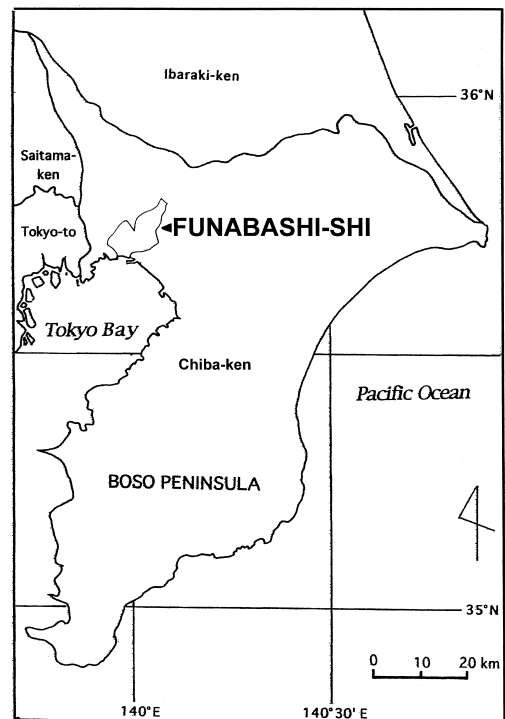 Ibaraki-ken
36°N
Saitama-
ken
Tokyo-to
FUNABASHI-SHI
Tokyo Bay
Chiba-ken
Pacific Ocean
BOSO PENINSULA
35°N
0 10 20 km
140°E
140°30' E